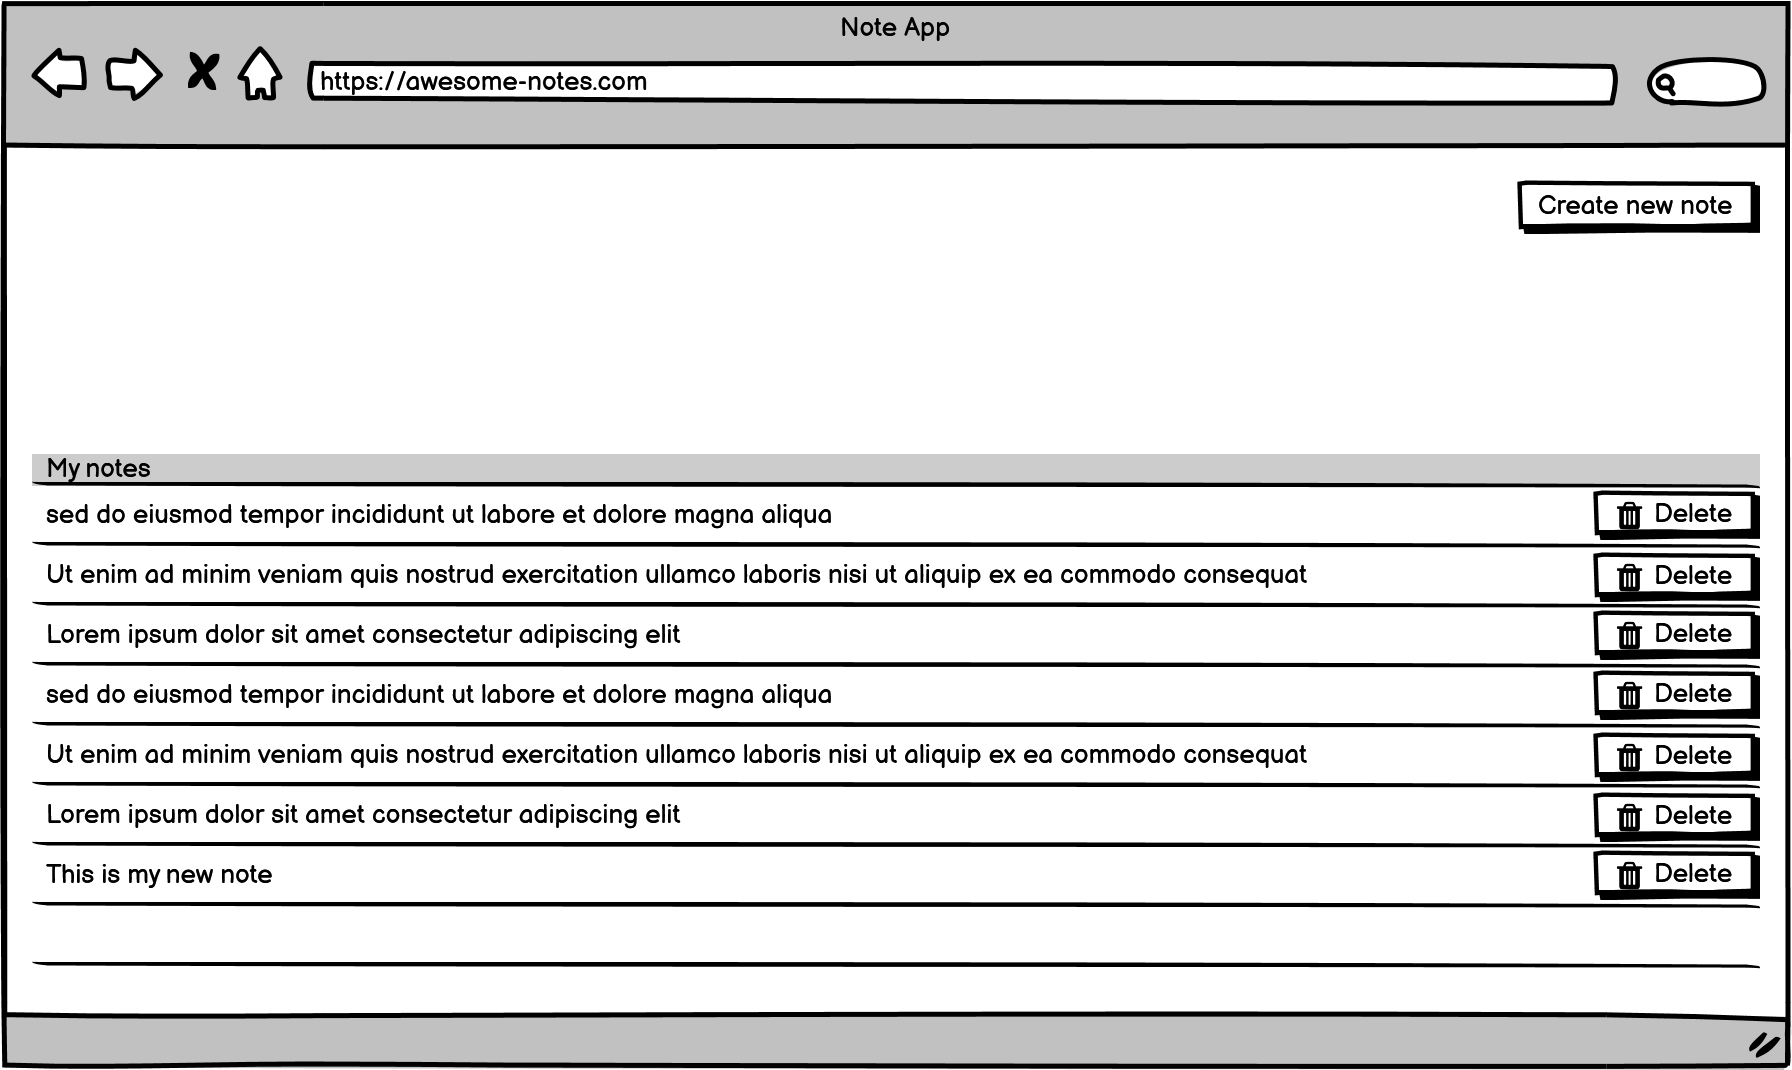 Note App
https://awesome-notes.com
Create new note
My notes
sed do eiusmod tempor incididunt ut labore et dolore magna aliqua
Delete
Ut enim ad minim veniam quis nostrud exercitation ullamco laboris nisi ut aliquip ex ea commodo consequat
Delete
Lorem ipsum dolor sit amet consectetur adipiscing elit
Delete
sed do eiusmod tempor incididunt ut labore et dolore magna aliqua
Delete
Ut enim ad minim veniam quis nostrud exercitation ullamco laboris nisi ut aliquip ex ea commodo consequat
Delete
Lorem ipsum dolor sit amet consectetur adipiscing elit
Delete
This is my new note
Delete